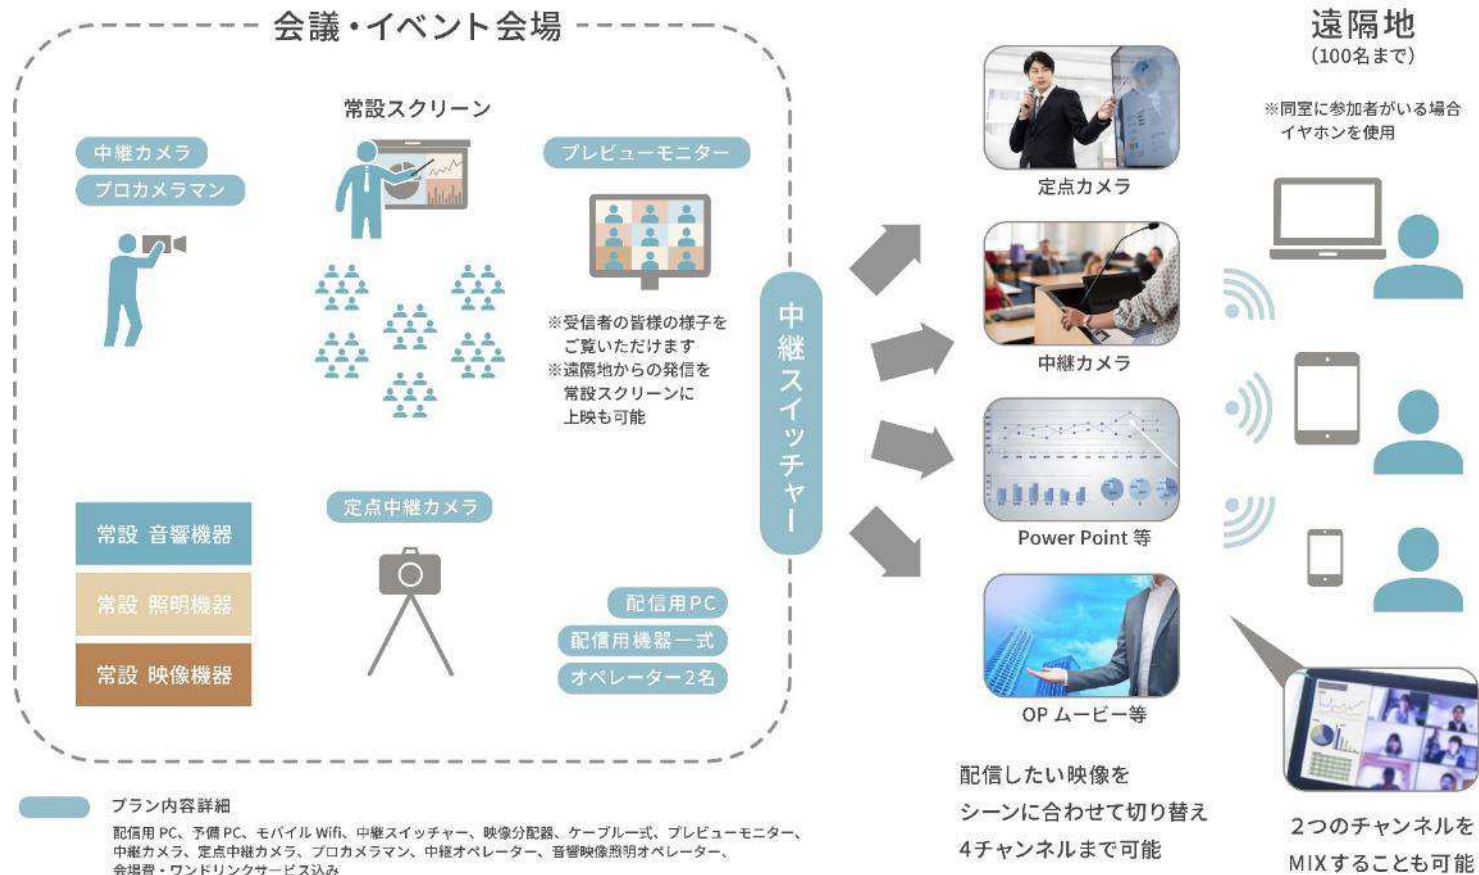 会議・イベント会場
常設スクリーン
中継カメラ
プロカメラマン
プレビューモニター
※受信者の皆様の様子を
ご覧いただけます
※遠隔地からの発信を
常設スクリーンに
上映も可能
常設 音響機器
常設 照明機器
常設 映像機器
定点中継カメラ
配信用PC
配信用機器一式
オペレーター2名
中継スイッチャー
定点カメラ
中継カメラ
Power Point 等
OP ムービー等
配信したい映像を
シーンに合わせて切り替え
4チャンネルまで可能
遠隔地
(100名まで)
※同室に参加者がいる場合
イヤホンを使用
2つのチャンネルを
MIXすることも可能
プラン内容詳細
配信用 PC、予備 PC、モバイル Wifi、中継スイッチャー、映像分配器、ケーブル一式、プレビューモニター、
中継カメラ、定点中継カメラ、プロカメラマン、中継オペレーター、音響映像照明オペレーター、
会場費・ワンドリンクサービス込み